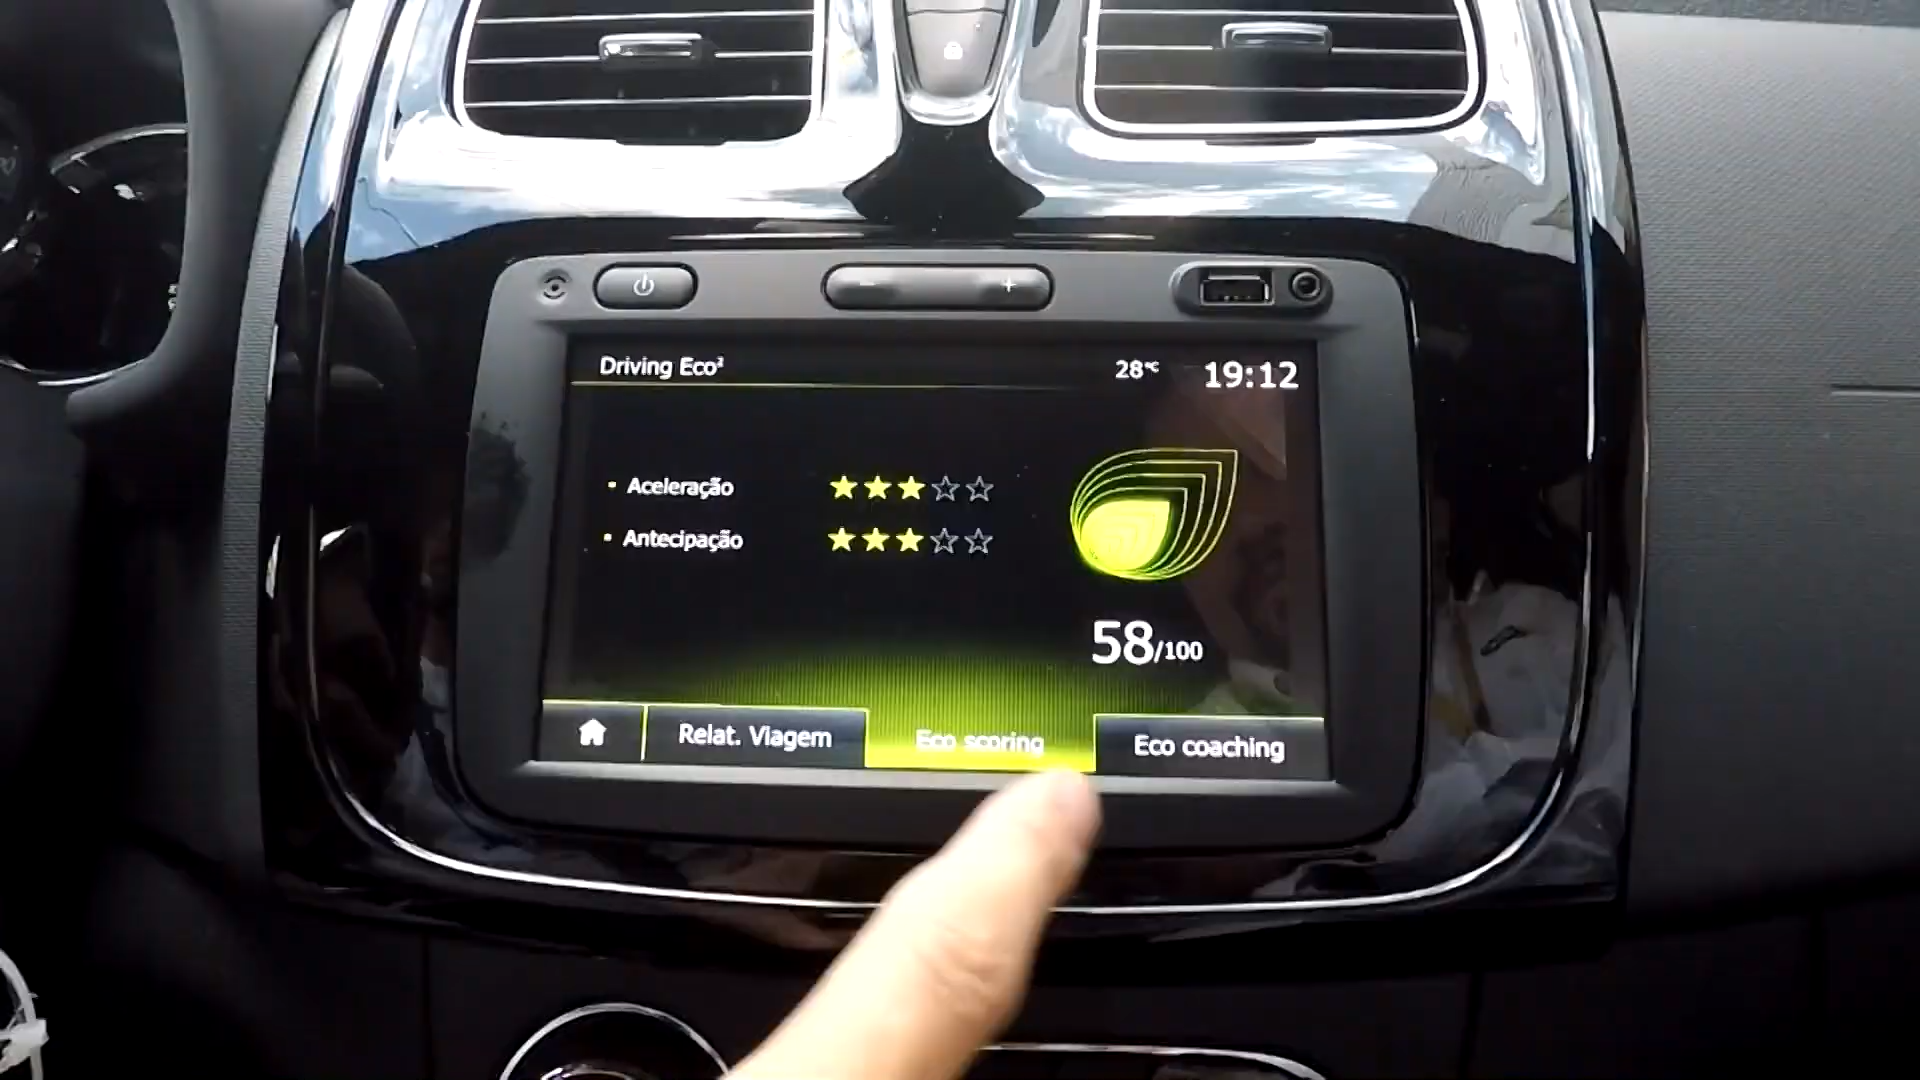 Driving Eco²
28°C
19:12
Aceleração
Antecipação
58/100
Relat. Viagem
Eco scoring
Eco coaching